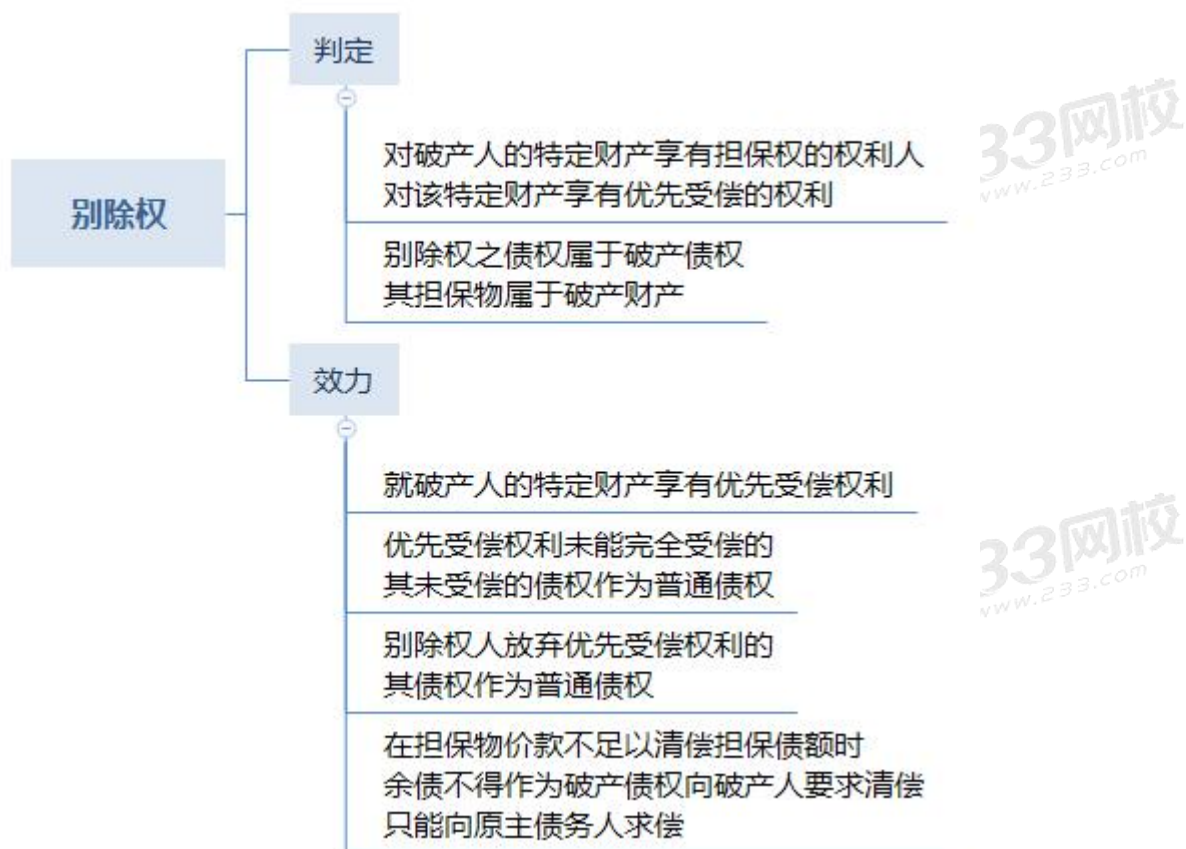 别除权
判定
对破产人的特定财产享有担保权的权利人
对该特定财产享有优先受偿的权利
别除权之债权属于破产债权
其担保物属于破产财产
效力
就破产人的特定财产享有优先受偿权利
优先受偿权利未能完全受偿的
其未受偿的债权作为普通债权
别除权人放弃优先受偿权利的
其债权作为普通债权
在担保物价款不足以清偿担保债额时
余债不得作为破产债权向破产人要求清偿
只能向原主债务人求偿
33网校
www.233.com
33网校
www.233.com